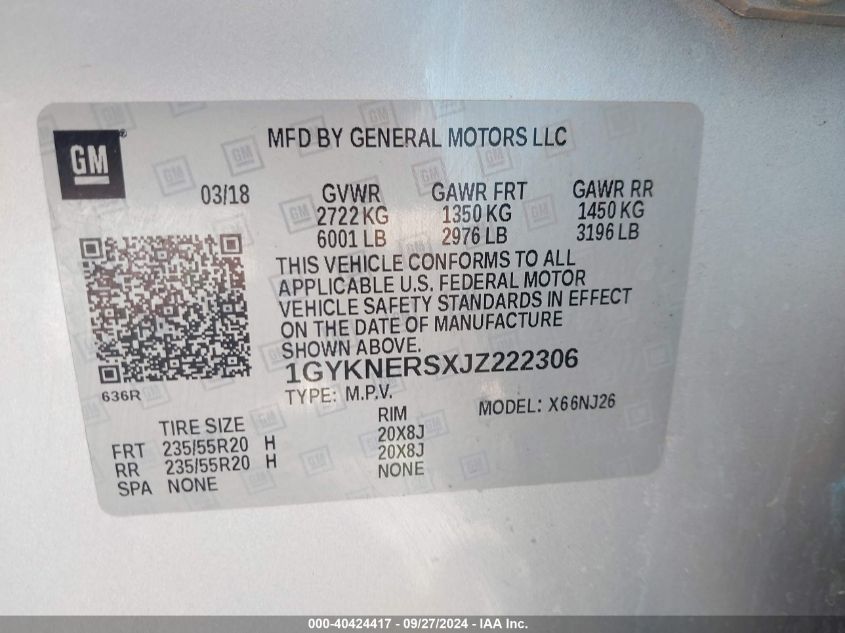 GM
MFD BY GENERAL MOTORS LLC
03/18 GVWR GAWR FRT GAWR RR
2722 KG 1350 KG 1450 KG
6001 LB 2976 LB 3196 LB
THIS VEHICLE CONFORMS TO ALL
APPLICABLE U.S. FEDERAL MOTOR
VEHICLE SAFETY STANDARDS IN EFFECT
ON THE DATE OF MANUFACTURE
SHOWN ABOVE.
1GYKNERSXJZ222306
636R
TYPE: M.P.V. MODEL: X66NJ26
TIRE SIZE RIM
FRT 235/55R20 H 20X8J
RR 235/55R20 H 20X8J
SPA NONE NONE
000-40424417 - 09/27/2024 - IAA Inc.